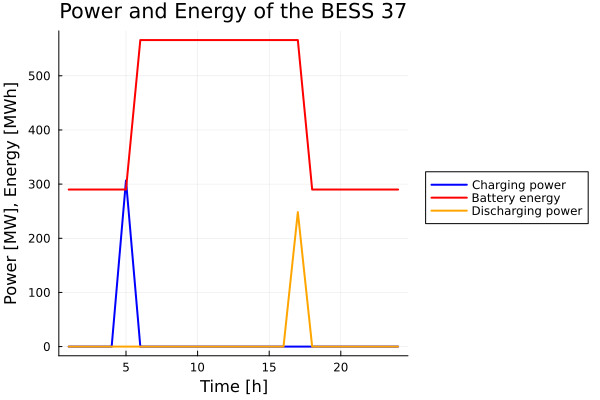 Power and Energy of the BESS 37
Power [MW], Energy [MWh]
500
400
300
200
100
0
5
10
15
20
Time [h]
Charging power
Battery energy
Discharging power